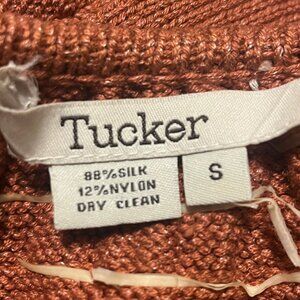 Tucker
88%SILK
12%NYLON
DRY CLEAN
S